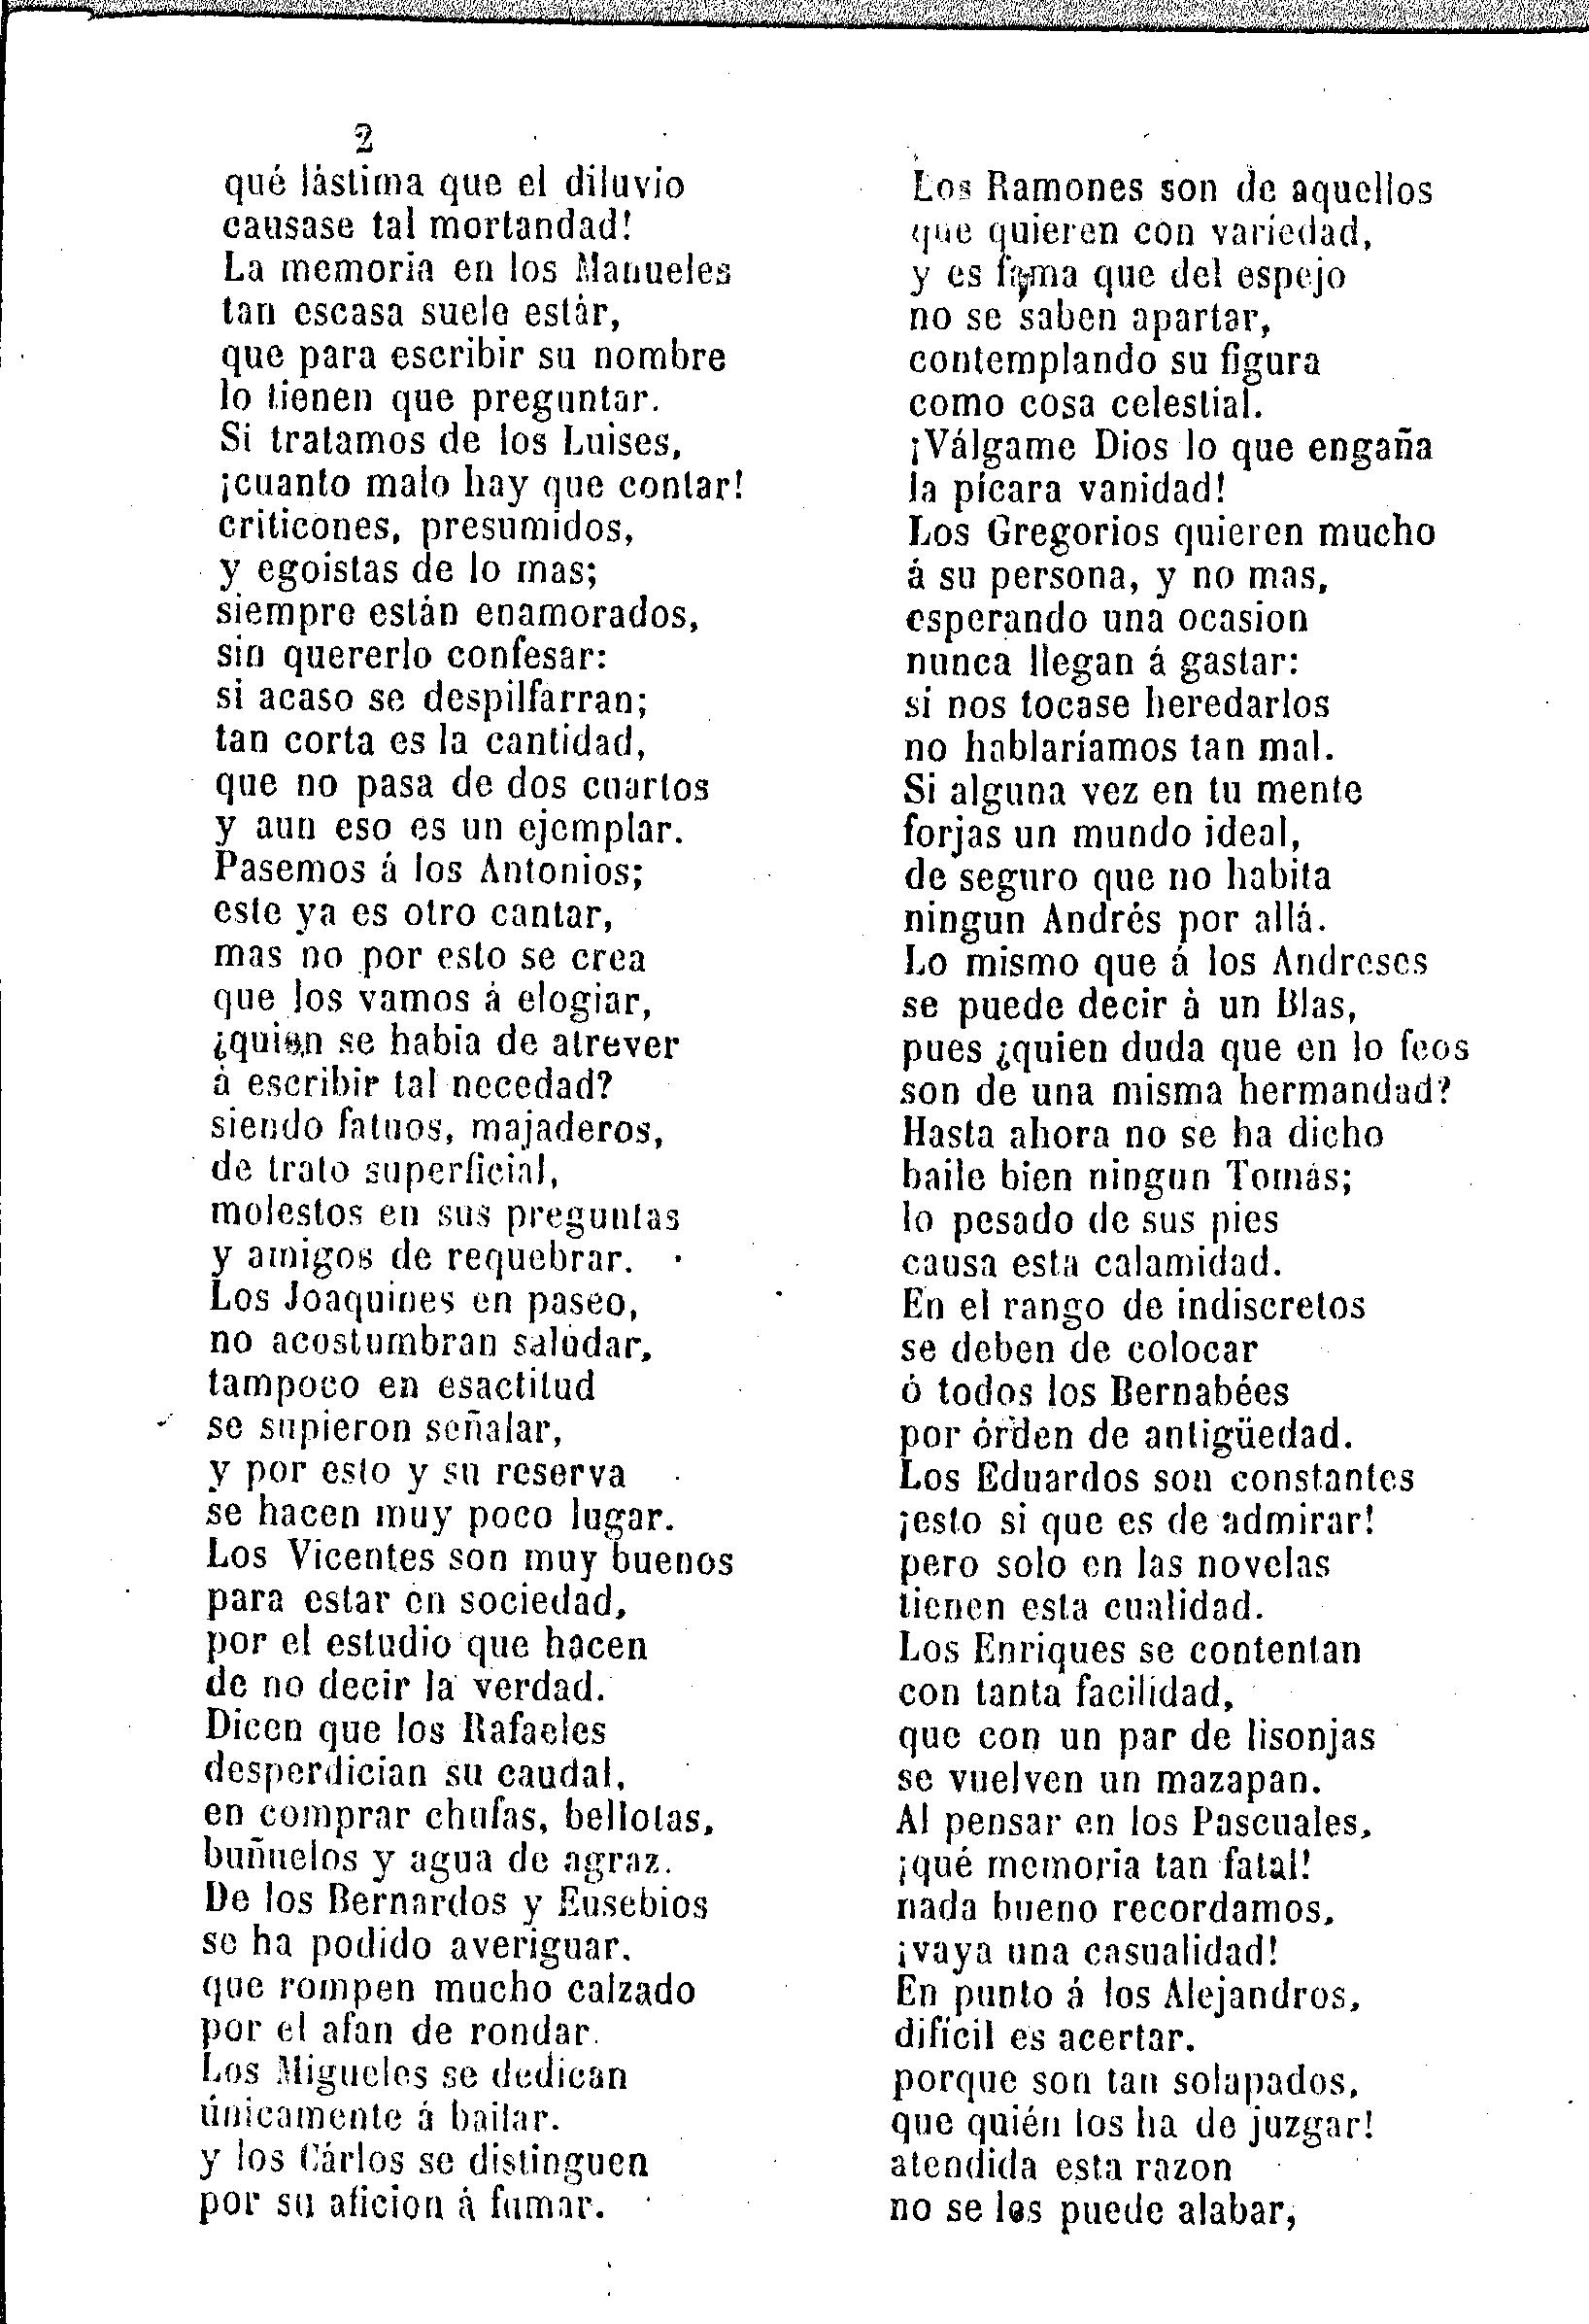 2
qué lástima que el diluvio
causase tal mortandad!
La memoria en los Manueles
tan escasa suele estár,
que para escribir su nombre
lo tienen que preguntar.
Si tratamos de los Luises,
¡cuanto malo hay que contar!
criticones, presumidos,
y egoistas de lo mas;
siempre están enamorados,
sin quererlo confesar:
si acaso se despilfarran;
tan corta es la cantidad,
que no pasa de dos cuartos
y aun eso es un ejemplar.
Pasemos á los Antonios;
este ya es otro cantar,
mas no por esto se crea
que los vamos á elogiar,
¿quien se habia de atrever
á escribir tal necedad?
siendo fatuos, majaderos,
de trato superficial,
molestos en sus preguntas
y amigos de requebrar.
Los Joaquines en paseo,
no acostumbran saludar,
tampoco en esactitud
se supieron señalar,
y por esto y su reserva
se hacen muy poco lugar.
Los Vicentes son muy buenos
para estar en sociedad,
por el estudio que hacen
de no decir la verdad.
Dicen que los Rafaeles
desperdician su caudal,
en comprar chufas, bellotas,
buñuelos y agua de agraz.
De los Bernardos y Eusebios
se ha podido averiguar,
que rompen mucho calzado
por el afan de rondar.
Los Migueles se dedican
únicamente á bailar.
y los Cárlos se distinguen
por su aficion á fumar.
Los Ramones son de aquellos
que quieren con variedad,
y es fama que del espejo
no se saben apartar,
contemplando su figura
como cosa celestial.
¡Válgame Dios lo que engaña
la pícara vanidad!
Los Gregorios quieren mucho
á su persona, y no mas,
esperando una ocasion
nunca llegan á gastar:
si nos tocase heredarlos
no hablaríamos tan mal.
Si alguna vez en tu mente
forjas un mundo ideal,
de seguro que no habita
ningun Andrés por allá.
Lo mismo que á los Andreses
se puede decir à un Blas,
pues ¿quien duda que en lo feos
son de una misma hermandad?
Hasta ahora no se ha dicho
baile bien ningun Tomás;
lo pesado de sus pies
causa esta calamidad.
En el rango de indiscretos
se deben de colocar
ó todos los Bernabées
por órden de antigüedad.
Los Eduardos son constantes
¡esto si que es de admirar!
pero solo en las novelas
tienen esta cualidad.
Los Enriques se contentan
con tanta facilidad,
que con un par de lisonjas
se vuelven un mazapan.
Al pensar en los Pascuales,
¡qué memoria tan fatal!
nada bueno recordamos,
¡vaya una casualidad!
En punto á los Alejandros,
difícil es acertar.
porque son tan solapados,
que quién los ha de juzgar!
atendida esta razon
no se les puede alabar,